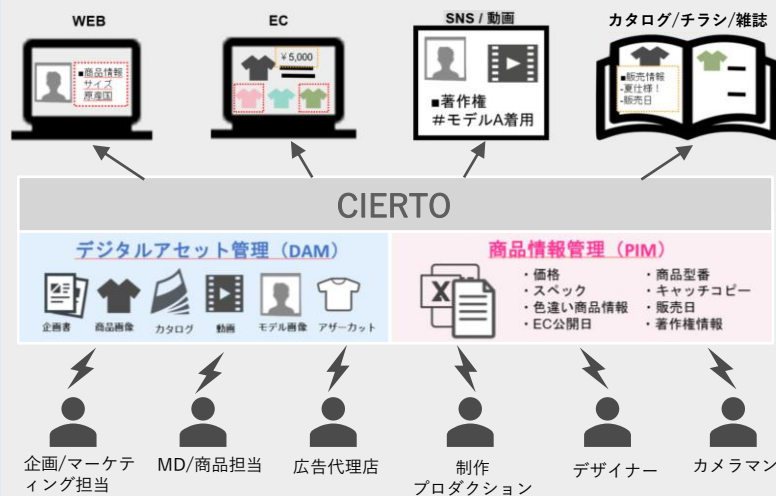 WEB
EC
SNS / 動画
カタログ/チラシ/雑誌
■商品情報
サイズ
原産国
¥5,000
■著作権
#モデルA着用
■販売情報
-夏仕様！
-販売日
CIERTO
デジタルアセット管理（DAM）
企画書
商品画像
カタログ
動画
モデル画像
アザーカット
商品情報管理（PIM）
X
・価格
・スペック
・色違い商品情報
・EC公開日
・商品型番
・キャッチコピー
・販売日
・著作権情報
企画/マーケテ
ィング担当
MD/商品担当
広告代理店
制作
プロダクション
デザイナー
カメラマン